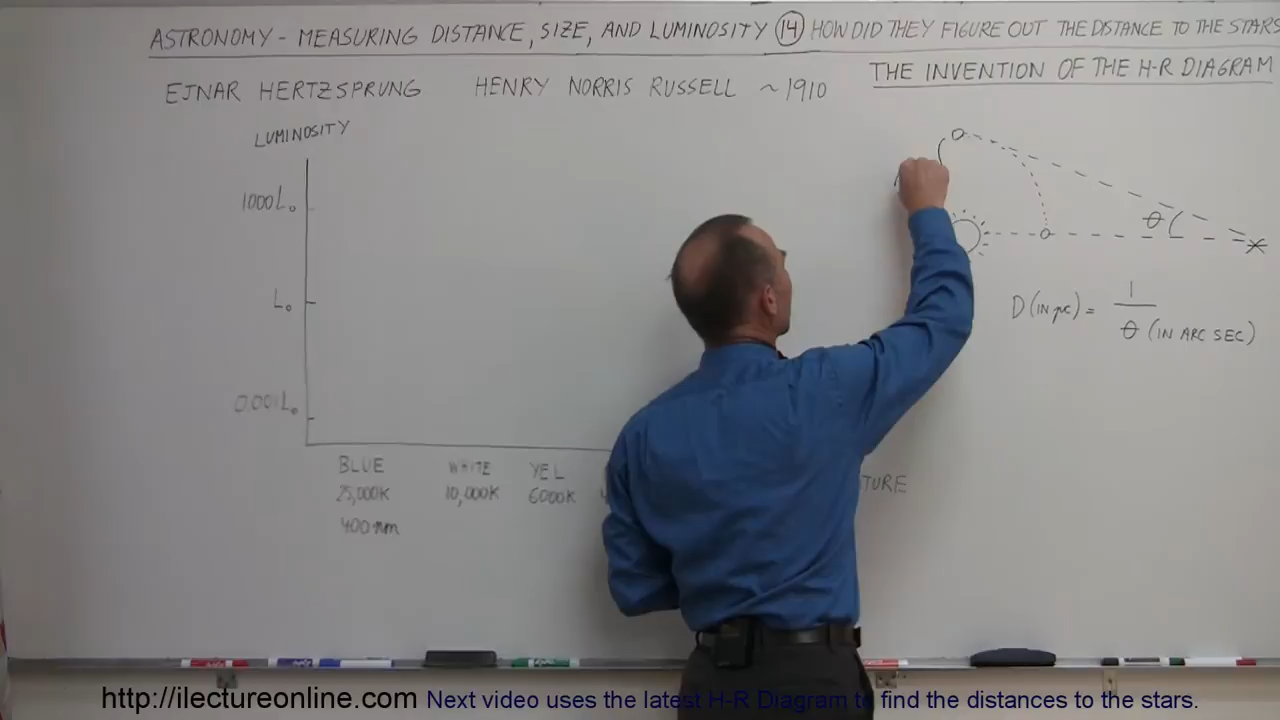 ASTRONOMY - MEASURING DISTANCE, SIZE, AND LUMINOSITY 14 HOW DID THEY FIGURE OUT THE DISTANCE TO THE STARS
EJNAR HERTZSPRUNG HENRY NORRIS RUSSELL ~1910 THE INVENTION OF THE H-R DIAGRAM
LUMINOSITY
1000L₀
θ
L₀
D (IN pc) = 1 / θ (IN ARC SEC)
0.001L₀
BLUE WHITE YEL
25,000K 10,000K 6000K TURE
400nm
http://ilectureonline.com Next video uses the latest H-R Diagram to find the distances to the stars.